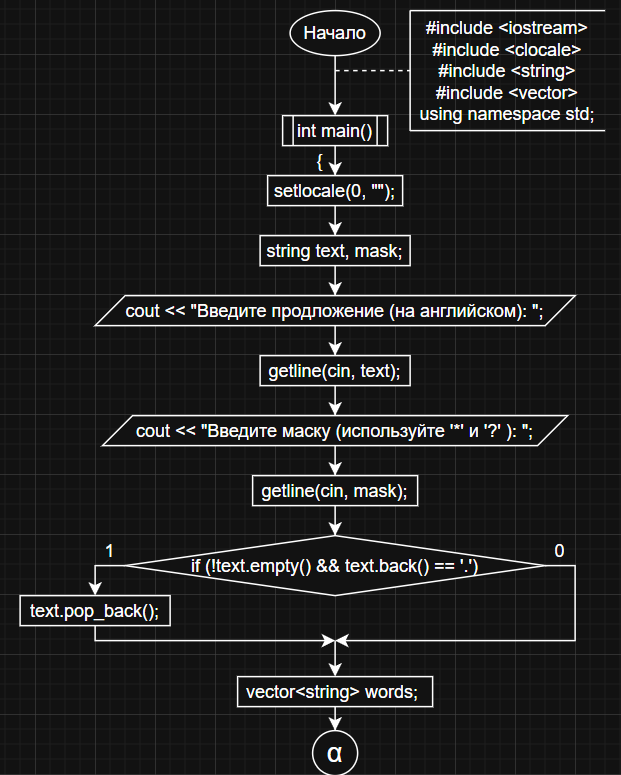 Начало
#include <iostream>
#include <clocale>
#include <string>
#include <vector>
using namespace std;
int main()
{
setlocale(0, "");
string text, mask;
cout << "Введите продложение (на английском): ";
getline(cin, text);
cout << "Введите маску (используйте '*' и '?' ): ";
getline(cin, mask);
1
0
if (!text.empty() && text.back() == '.')
text.pop_back();
vector<string> words;
α